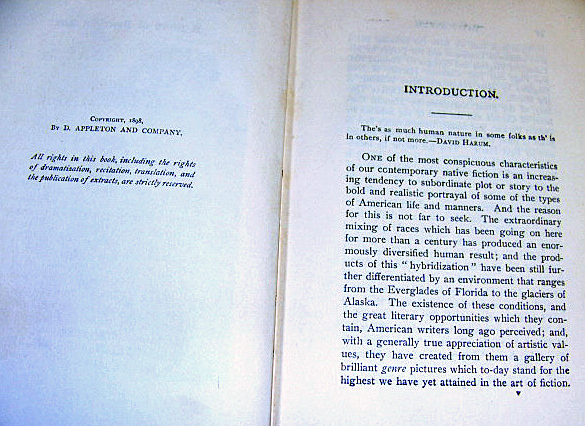 COPYRIGHT, 1898,
BY D. APPLETON AND COMPANY.
All rights in this book, including the rights
of dramatisation, recitation, translation, and
the publication of extracts, are strictly reserved.
INTRODUCTION.
The's as much human nature in some folks as th' is
in others, if not more.—DAVID HARUM.
ONE of the most conspicuous characteristics
of our contemporary native fiction is an increas-
ing tendency to subordinate plot or story to the
bold and realistic portrayal of some of the types
of American life and manners. And the reason
for this is not far to seek. The extraordinary
mixing of races which has been going on here
for more than a century has produced an enor-
mously diversified human result; and the prod-
ucts of this "hybridization" have been still fur-
ther differentiated by an environment that ranges
from the Everglades of Florida to the glaciers of
Alaska. The existence of these conditions, and
the great literary opportunities which they con-
tain, American writers long ago perceived; and,
with a generally true appreciation of artistic val-
ues, they have created from them a gallery of
brilliant genre pictures which to-day stand for the
highest we have yet attained in the art of fiction.
v